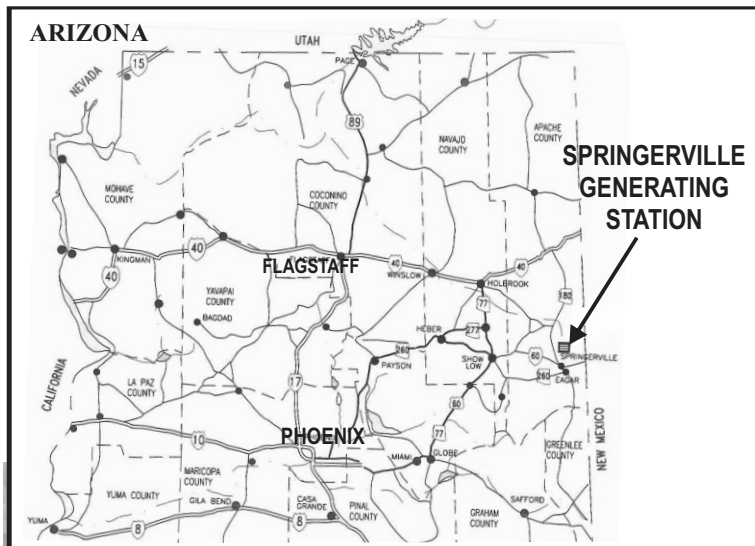 ARIZONA
UTAH
NEVADA
15
PAGE
89
NAVAJO
COUNTY
APACHE
COUNTY
SPRINGERVILLE
GENERATING
STATION
MOHAVE
COUNTY
COCONINO
COUNTY
40
40
KINGMAN
40
FLAGSTAFF
40
WINSLOW
40
HOLBROOK
YAVAPAI
COUNTY
BAGDAD
77
180
HEBER
277
260
PAYSON
SHOW
LOW
60
SPRINGERVILLE
260
EAGAR
CALIFORNIA
LA PAZ
COUNTY
17
60
77
10
PHOENIX
MIAMI
GLOBE
GREENLEE
COUNTY
NEW MEXICO
MARICOPA
COUNTY
YUMA COUNTY
GILA BEND
CASA
GRANDE
PINAL
COUNTY
SAFFORD
GRAHAM
COUNTY
YUMA
8
8